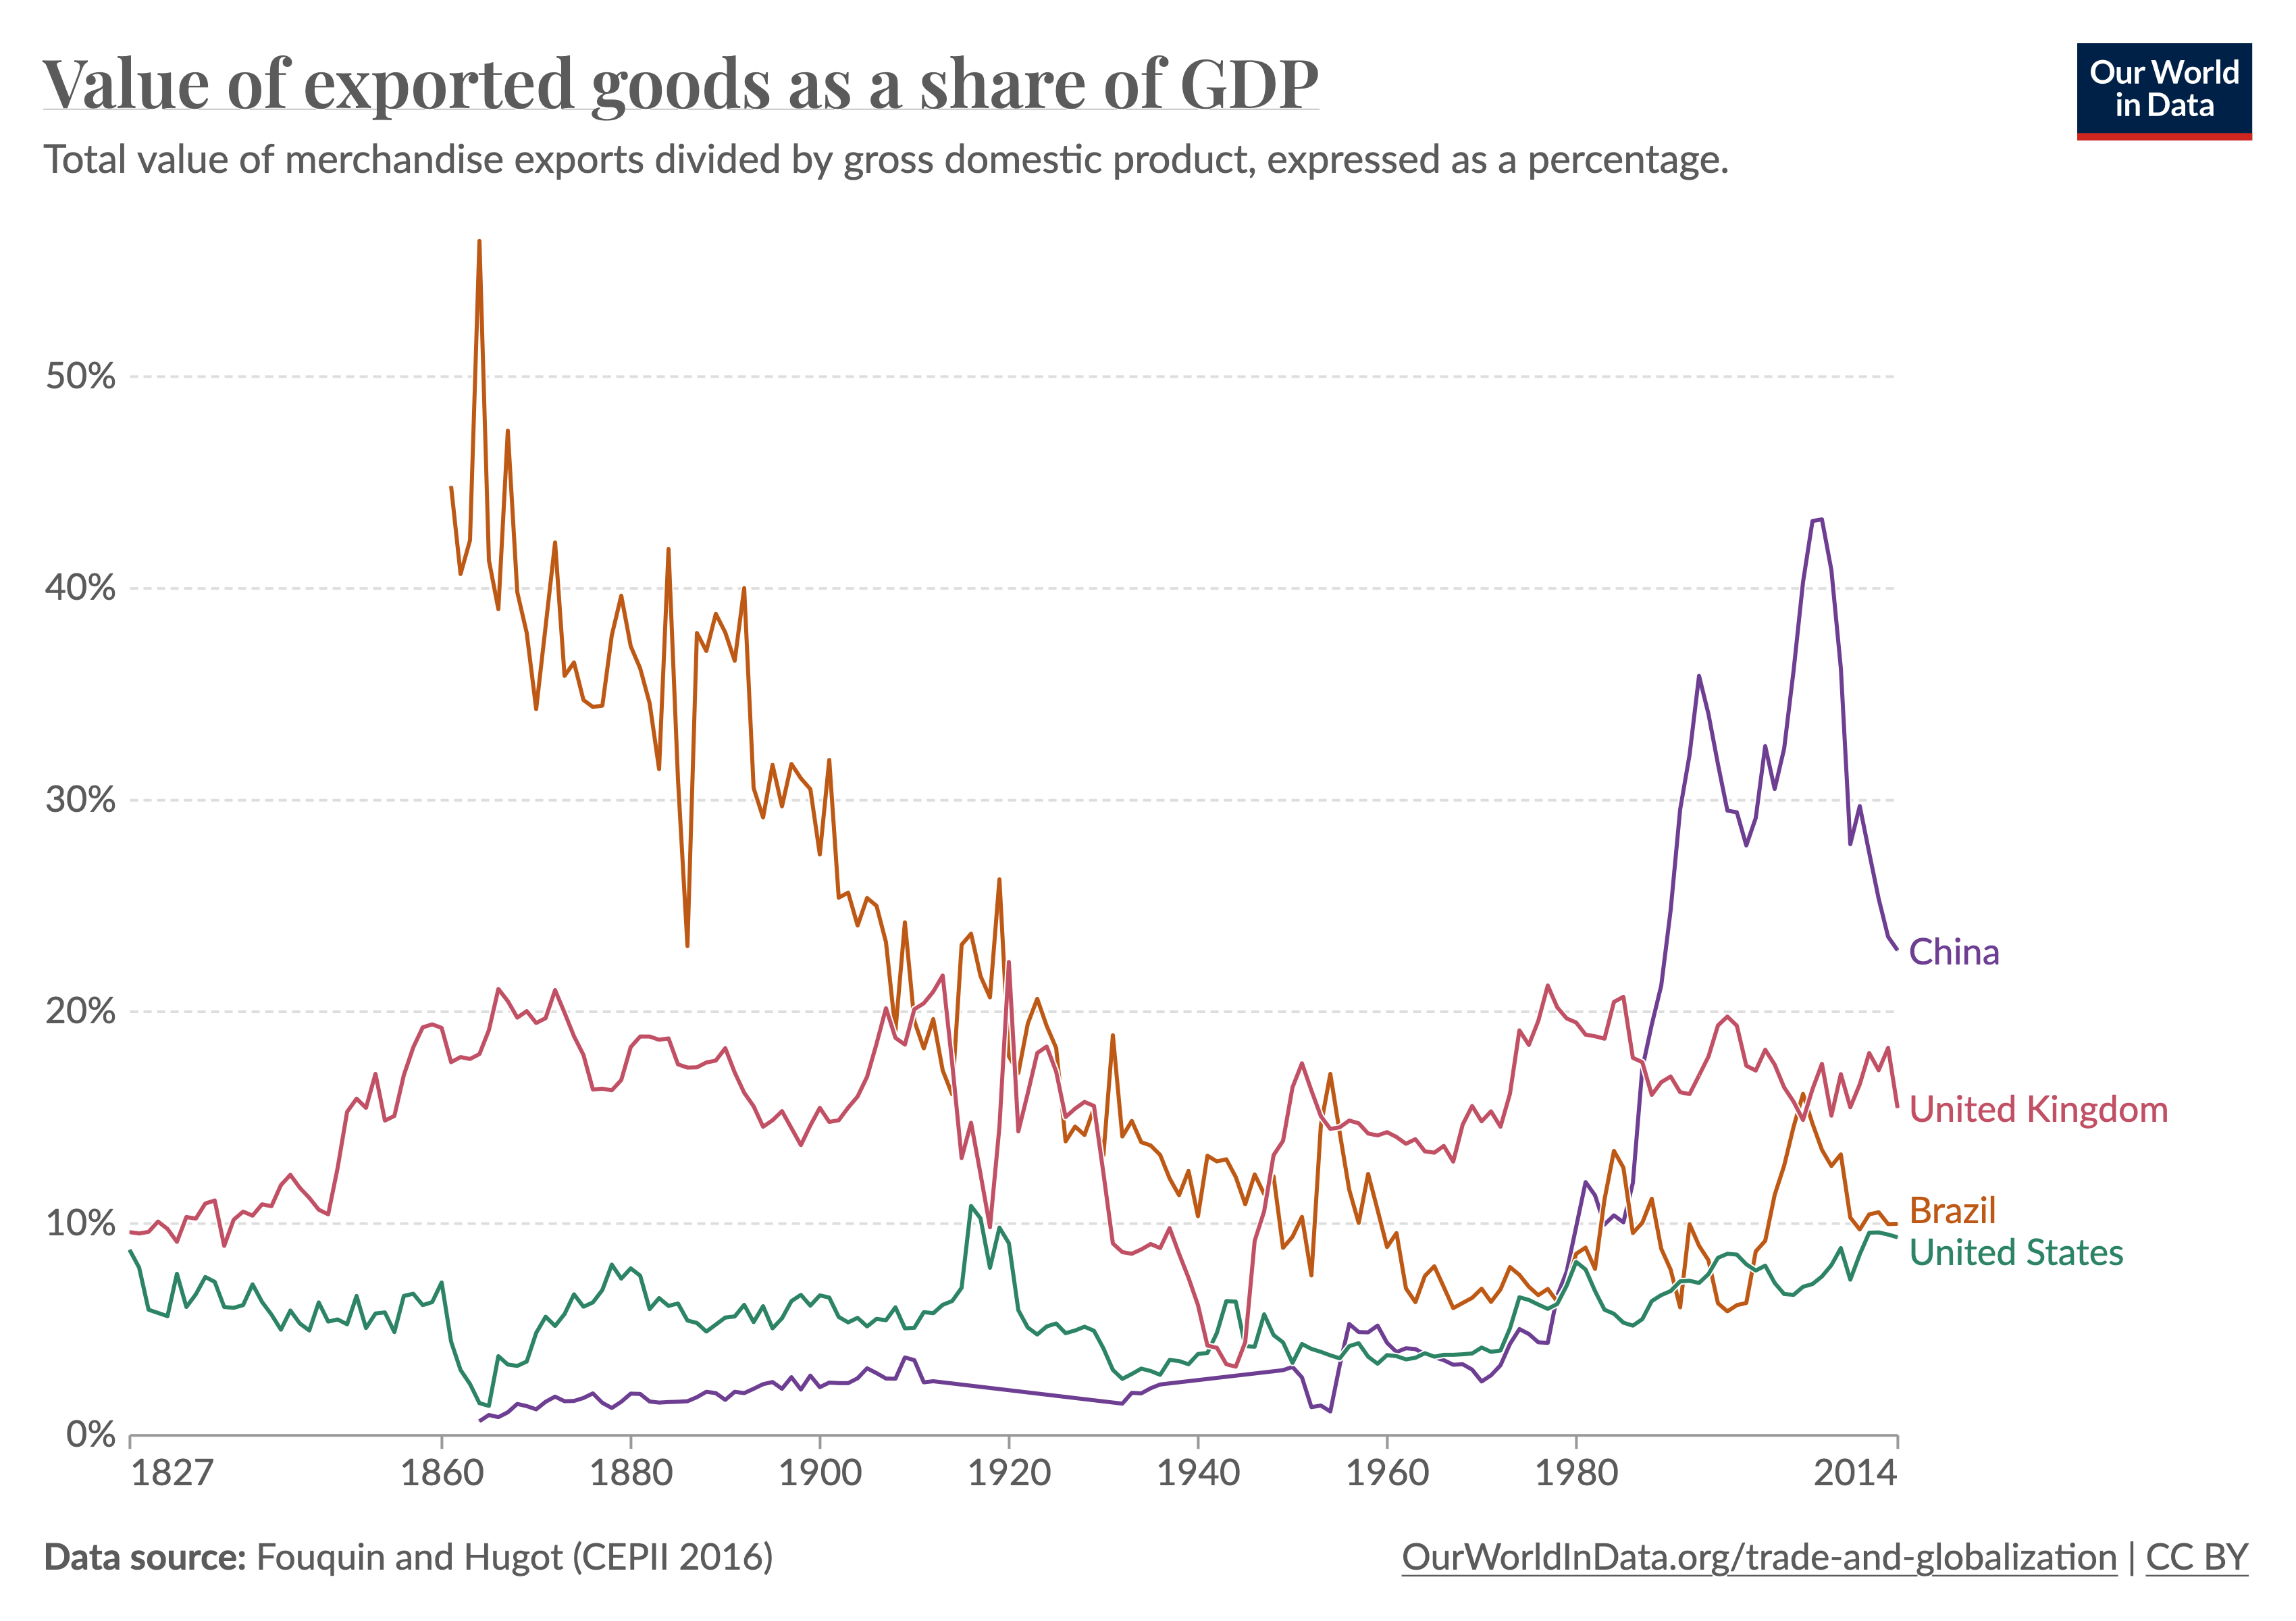 Value of exported goods as a share of GDP
Our World
in Data
Total value of merchandise exports divided by gross domestic product, expressed as a percentage.
50%
40%
30%
20%
10%
0%
China
United Kingdom
Brazil
United States
1827 1860 1880 1900 1920 1940 1960 1980 2014
Data source: Fouquin and Hugot (CEPII 2016)
OurWorldInData.org/trade-and-globalization | CC BY